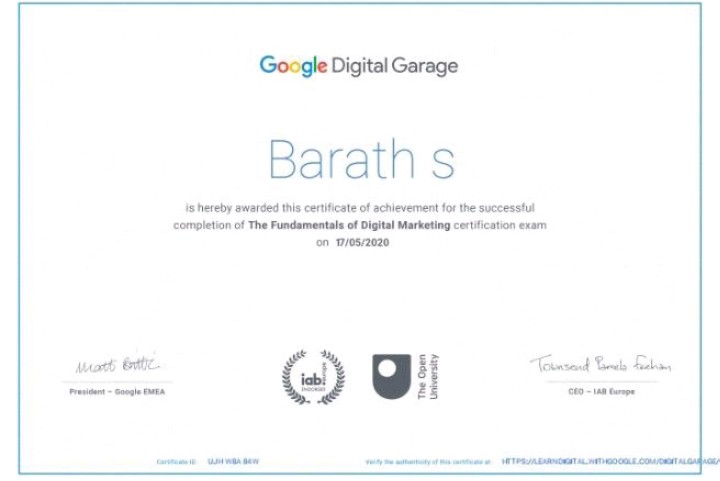 Google Digital Garage
Barath s
is hereby awarded this certificate of achievement for the successful
completion of The Fundamentals of Digital Marketing certification exam
on 17/05/2020
Matt Brittin
Townsend Pamela Feehan
President – Google EMEA
iab europe
ENDORSED
The Open
University
CEO – IAB Europe
Certificate ID: UJH W8A B4W
Verify the authenticity of this certificate at: HTTPS://LEARNDIGITAL.WITHGOOGLE.COM/DIGITALGARAGE/